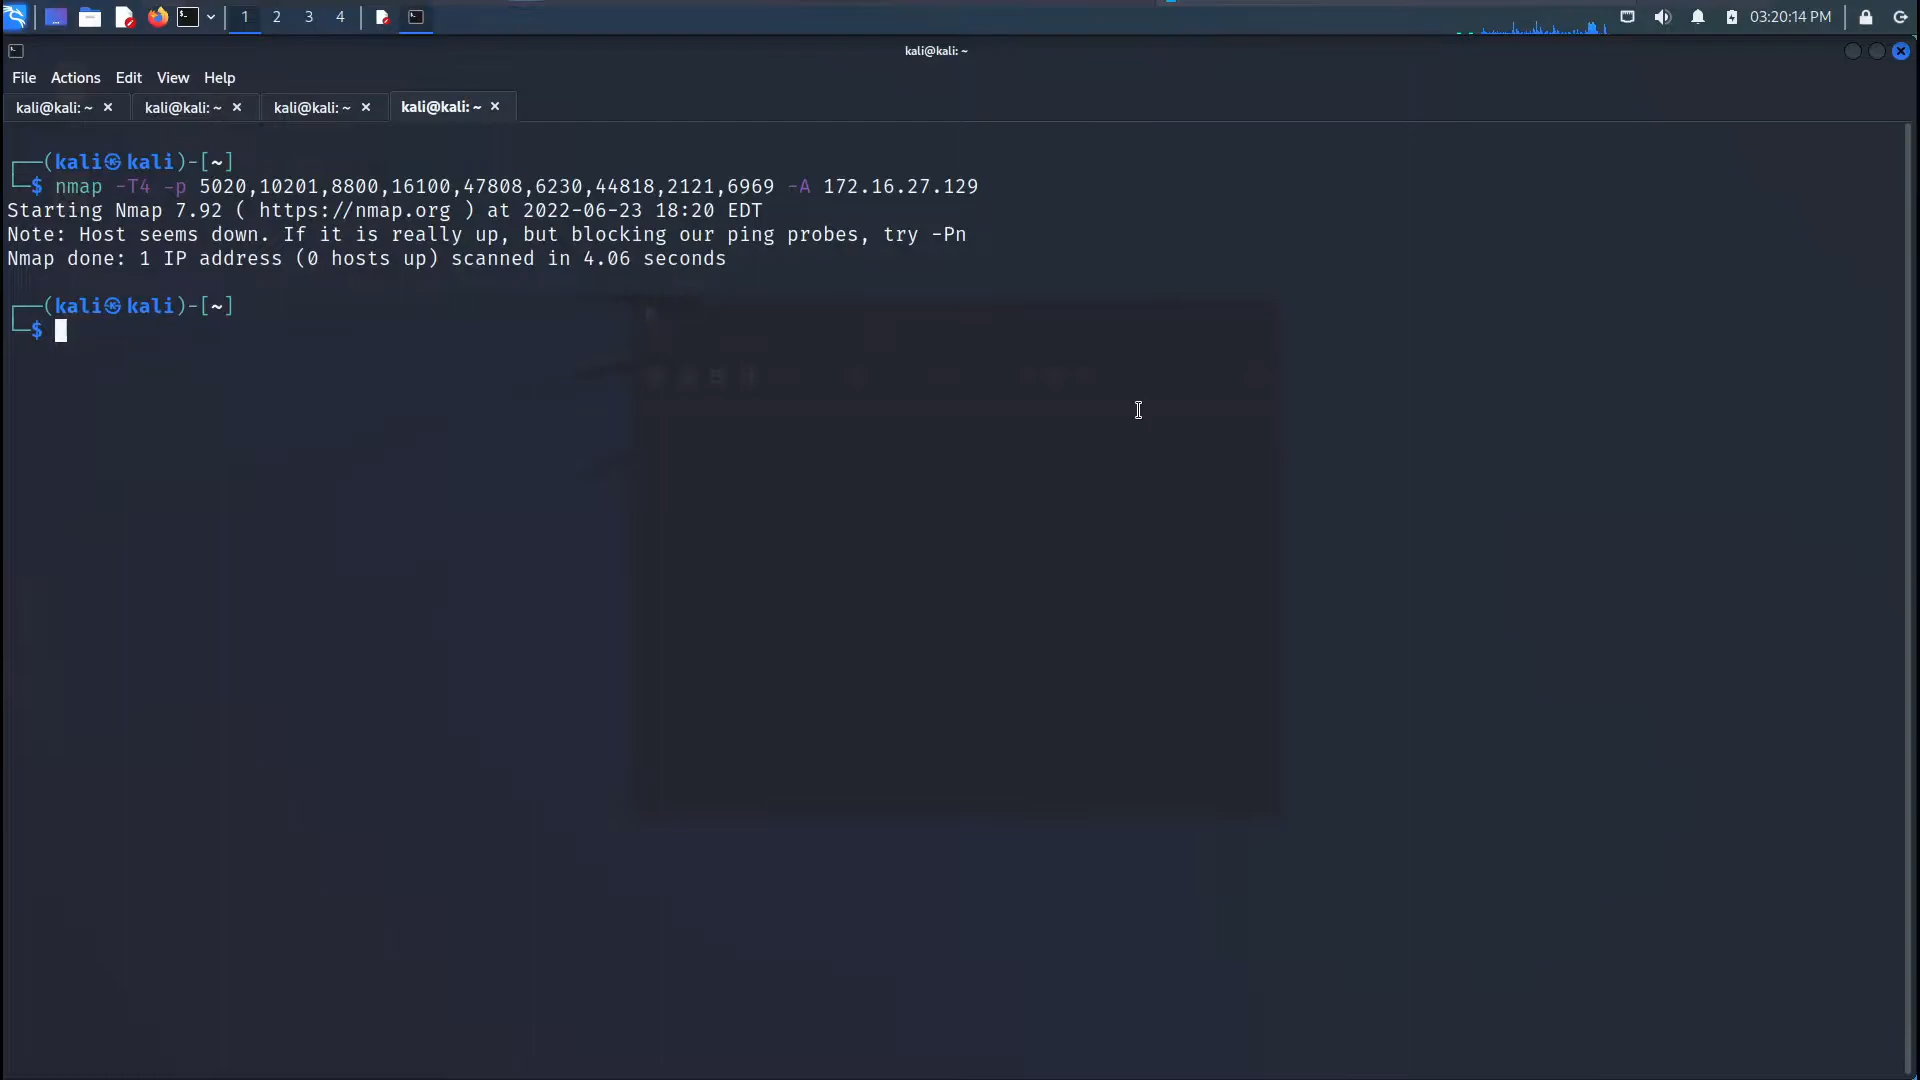 1 2 3 4 03:20:14 PM
kali@kali: ~
File Actions Edit View Help
kali@kali: ~ × kali@kali: ~ × kali@kali: ~ × kali@kali: ~ ×
┌──(kali㉿kali)-[~]
└─$ nmap -T4 -p 5020,10201,8800,16100,47808,6230,44818,2121,6969 -A 172.16.27.129
Starting Nmap 7.92 ( https://nmap.org ) at 2022-06-23 18:20 EDT
Note: Host seems down. If it is really up, but blocking our ping probes, try -Pn
Nmap done: 1 IP address (0 hosts up) scanned in 4.06 seconds
┌──(kali㉿kali)-[~]
└─$